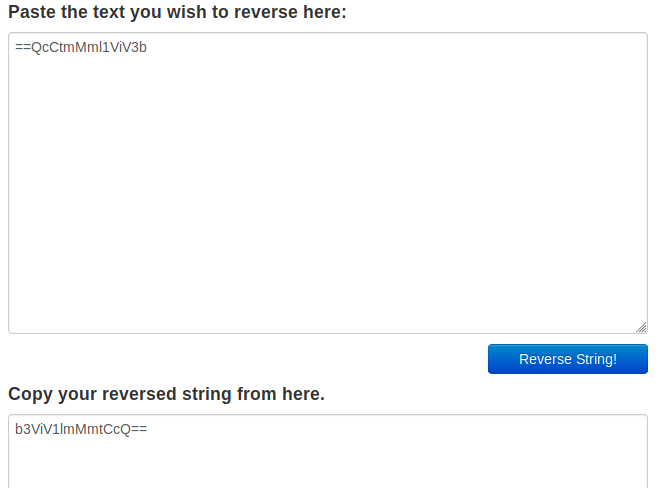 Paste the text you wish to reverse here:
==QcCtmMml1ViV3b
Reverse String!
Copy your reversed string from here.
b3ViV1lmMmtCcQ==